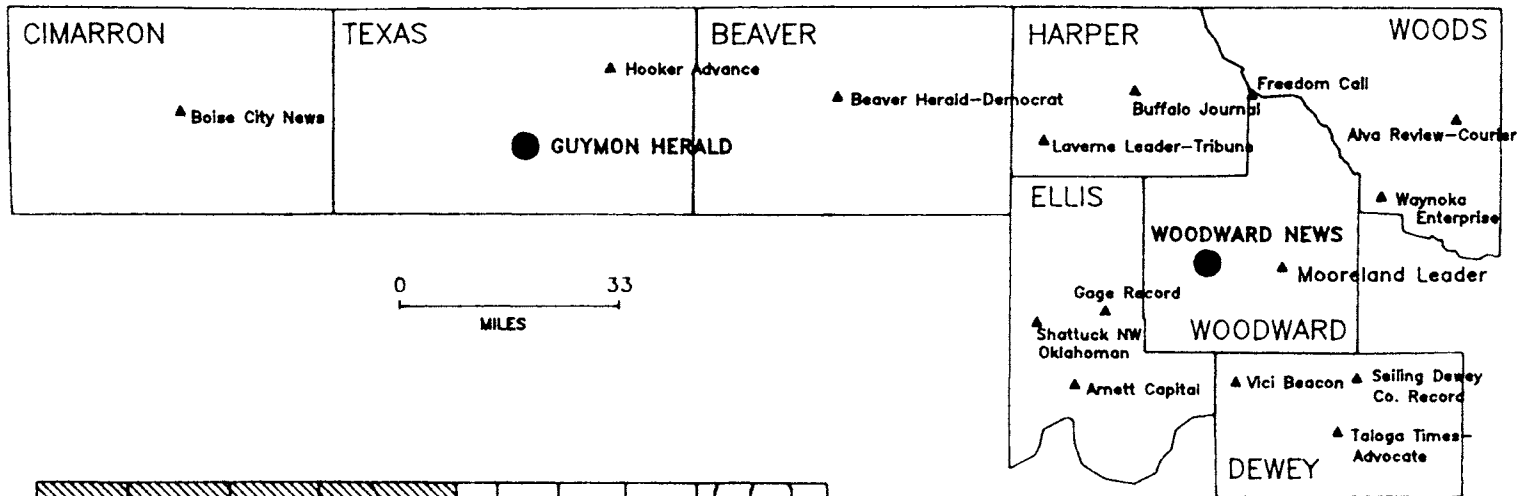 CIMARRON
TEXAS
BEAVER
HARPER
WOODS
Hooker Advance
Boise City News
GUYMON HERALD
Beaver Herald-Democrat
Buffalo Journal
Freedom Call
Laverne Leader-Tribune
Alva Review-Courier
Waynoka
Enterprise
ELLIS
WOODWARD NEWS
Mooreland Leader
0 33
MILES
Gage Record
Shattuck NW
Oklahoman
WOODWARD
Arnett Capital
Vici Beacon
Seiling Dewey
Co. Record
Taloga Times-
Advocate
DEWEY